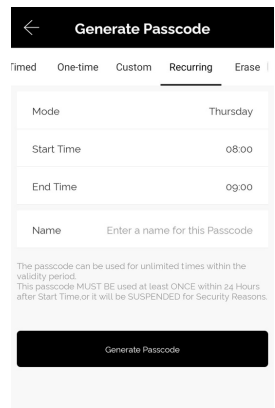 Generate Passcode
Timed One-time Custom Recurring Erase
Mode Thursday
Start Time 08:00
End Time 09:00
Name Enter a name for this Passcode
The passcode can be used for unlimited times within the
validity period.
This passcode MUST BE used at least ONCE within 24 Hours
after Start Time,or it will be SUSPENDED for Security Reasons.
Generate Passcode